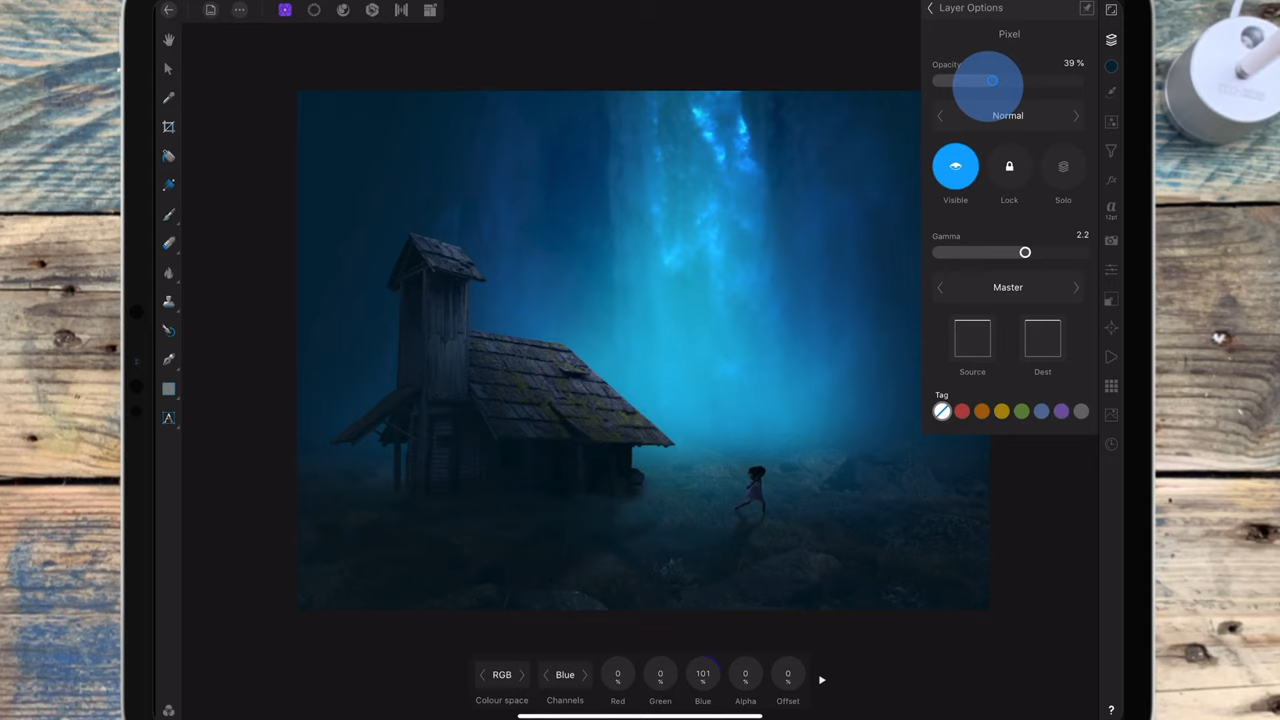 Layer Options
Pixel
Opacity
39 %
Normal
Visible
Lock
Solo
Gamma
2.2
Master
Source
Dest
Tag
a
12pt
A
RGB
Blue
0
%
0
%
101
%
0
%
0
%
Colour space
Channels
Red
Green
Blue
Alpha
Offset
?